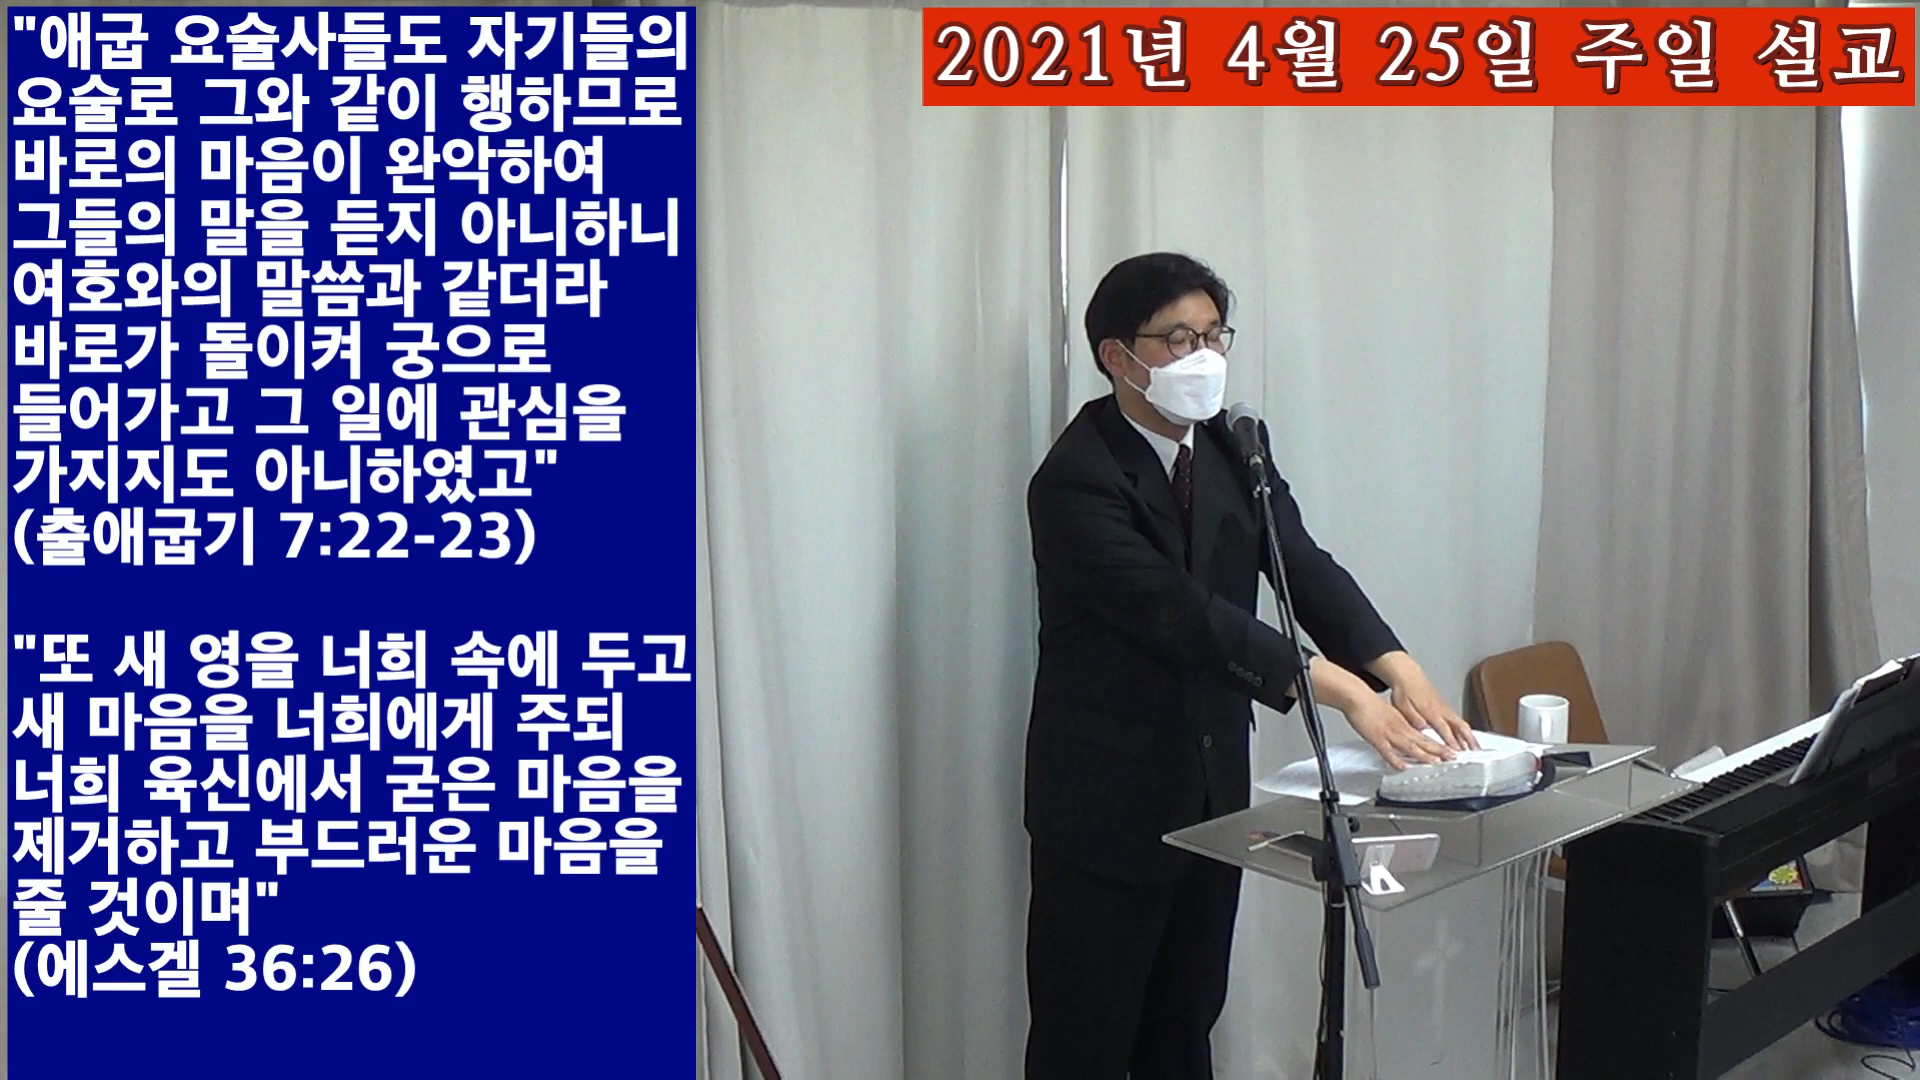 2021년 4월 25일 주일 설교
"애굽 요술사들도 자기들의
요술로 그와 같이 행하므로
바로의 마음이 완악하여
그들의 말을 듣지 아니하니
여호와의 말씀과 같더라
바로가 돌이켜 궁으로
들어가고 그 일에 관심을
가지지도 아니하였고"
(출애굽기 7:22-23)
"또 새 영을 너희 속에 두고
새 마음을 너희에게 주되
너희 육신에서 굳은 마음을
제거하고 부드러운 마음을
줄 것이며"
(에스겔 36:26)